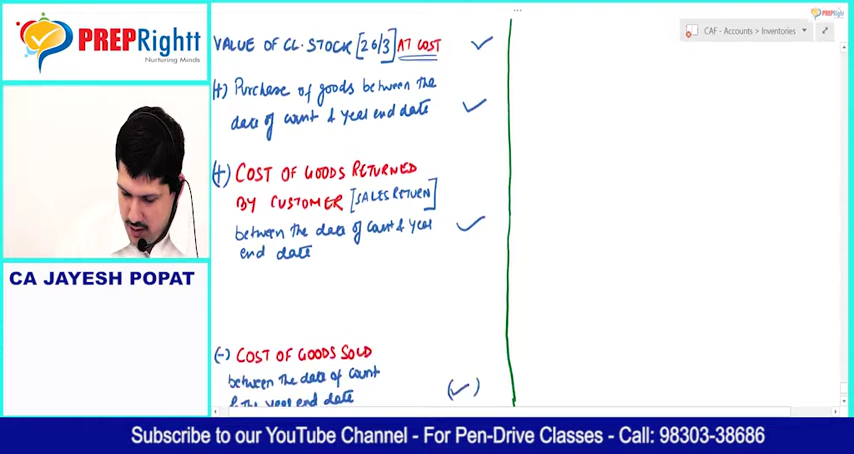 PREPRightt
Nurturing Minds
VALUE OF CL. STOCK [26/3] AT COST
(+) Purchase of goods between the
date of count & year end date
(+) COST OF GOODS RETURNED
BY CUSTOMER [SALES RETURN]
between the date of count & year
end date
(-) COST OF GOODS SOLD
between the date of count
& the year end date
CAF - Accounts > Inventories
PREPRightt
CA JAYESH POPAT
Subscribe to our YouTube Channel - For Pen-Drive Classes - Call: 98303-38686